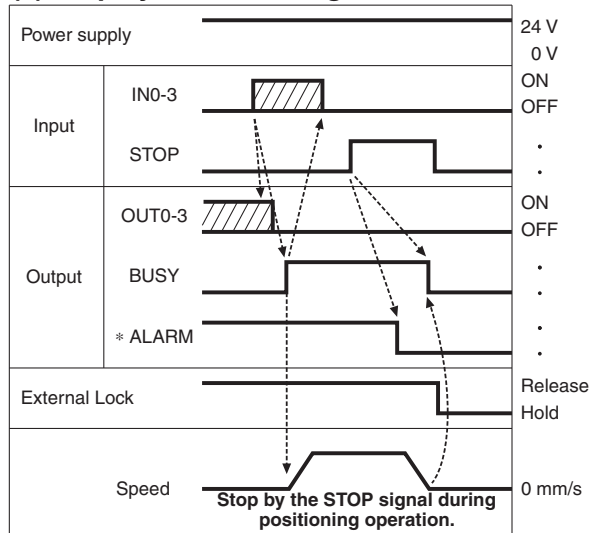 Power supply
24 V
0 V
Input
IN0-3
ON
OFF
STOP
Output
OUT0-3
ON
OFF
BUSY
* ALARM
External Lock
Release
Hold
Speed
0 mm/s
Stop by the STOP signal during
positioning operation.